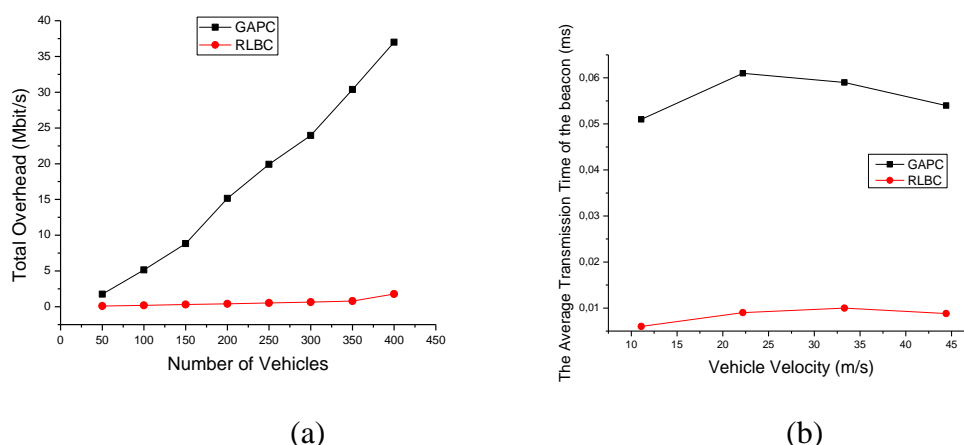 GAPC
RLBC
Total Overhead (Mbit/s)
40
35
30
25
20
15
10
5
0
0 50 100 150 200 250 300 350 400 450
Number of Vehicles
(a)
The Average Transmission Time of the beacon (ms)
0,06
0,05
0,04
0,03
0,02
0,01
GAPC
RLBC
10 15 20 25 30 35 40 45
Vehicle Velocity (m/s)
(b)